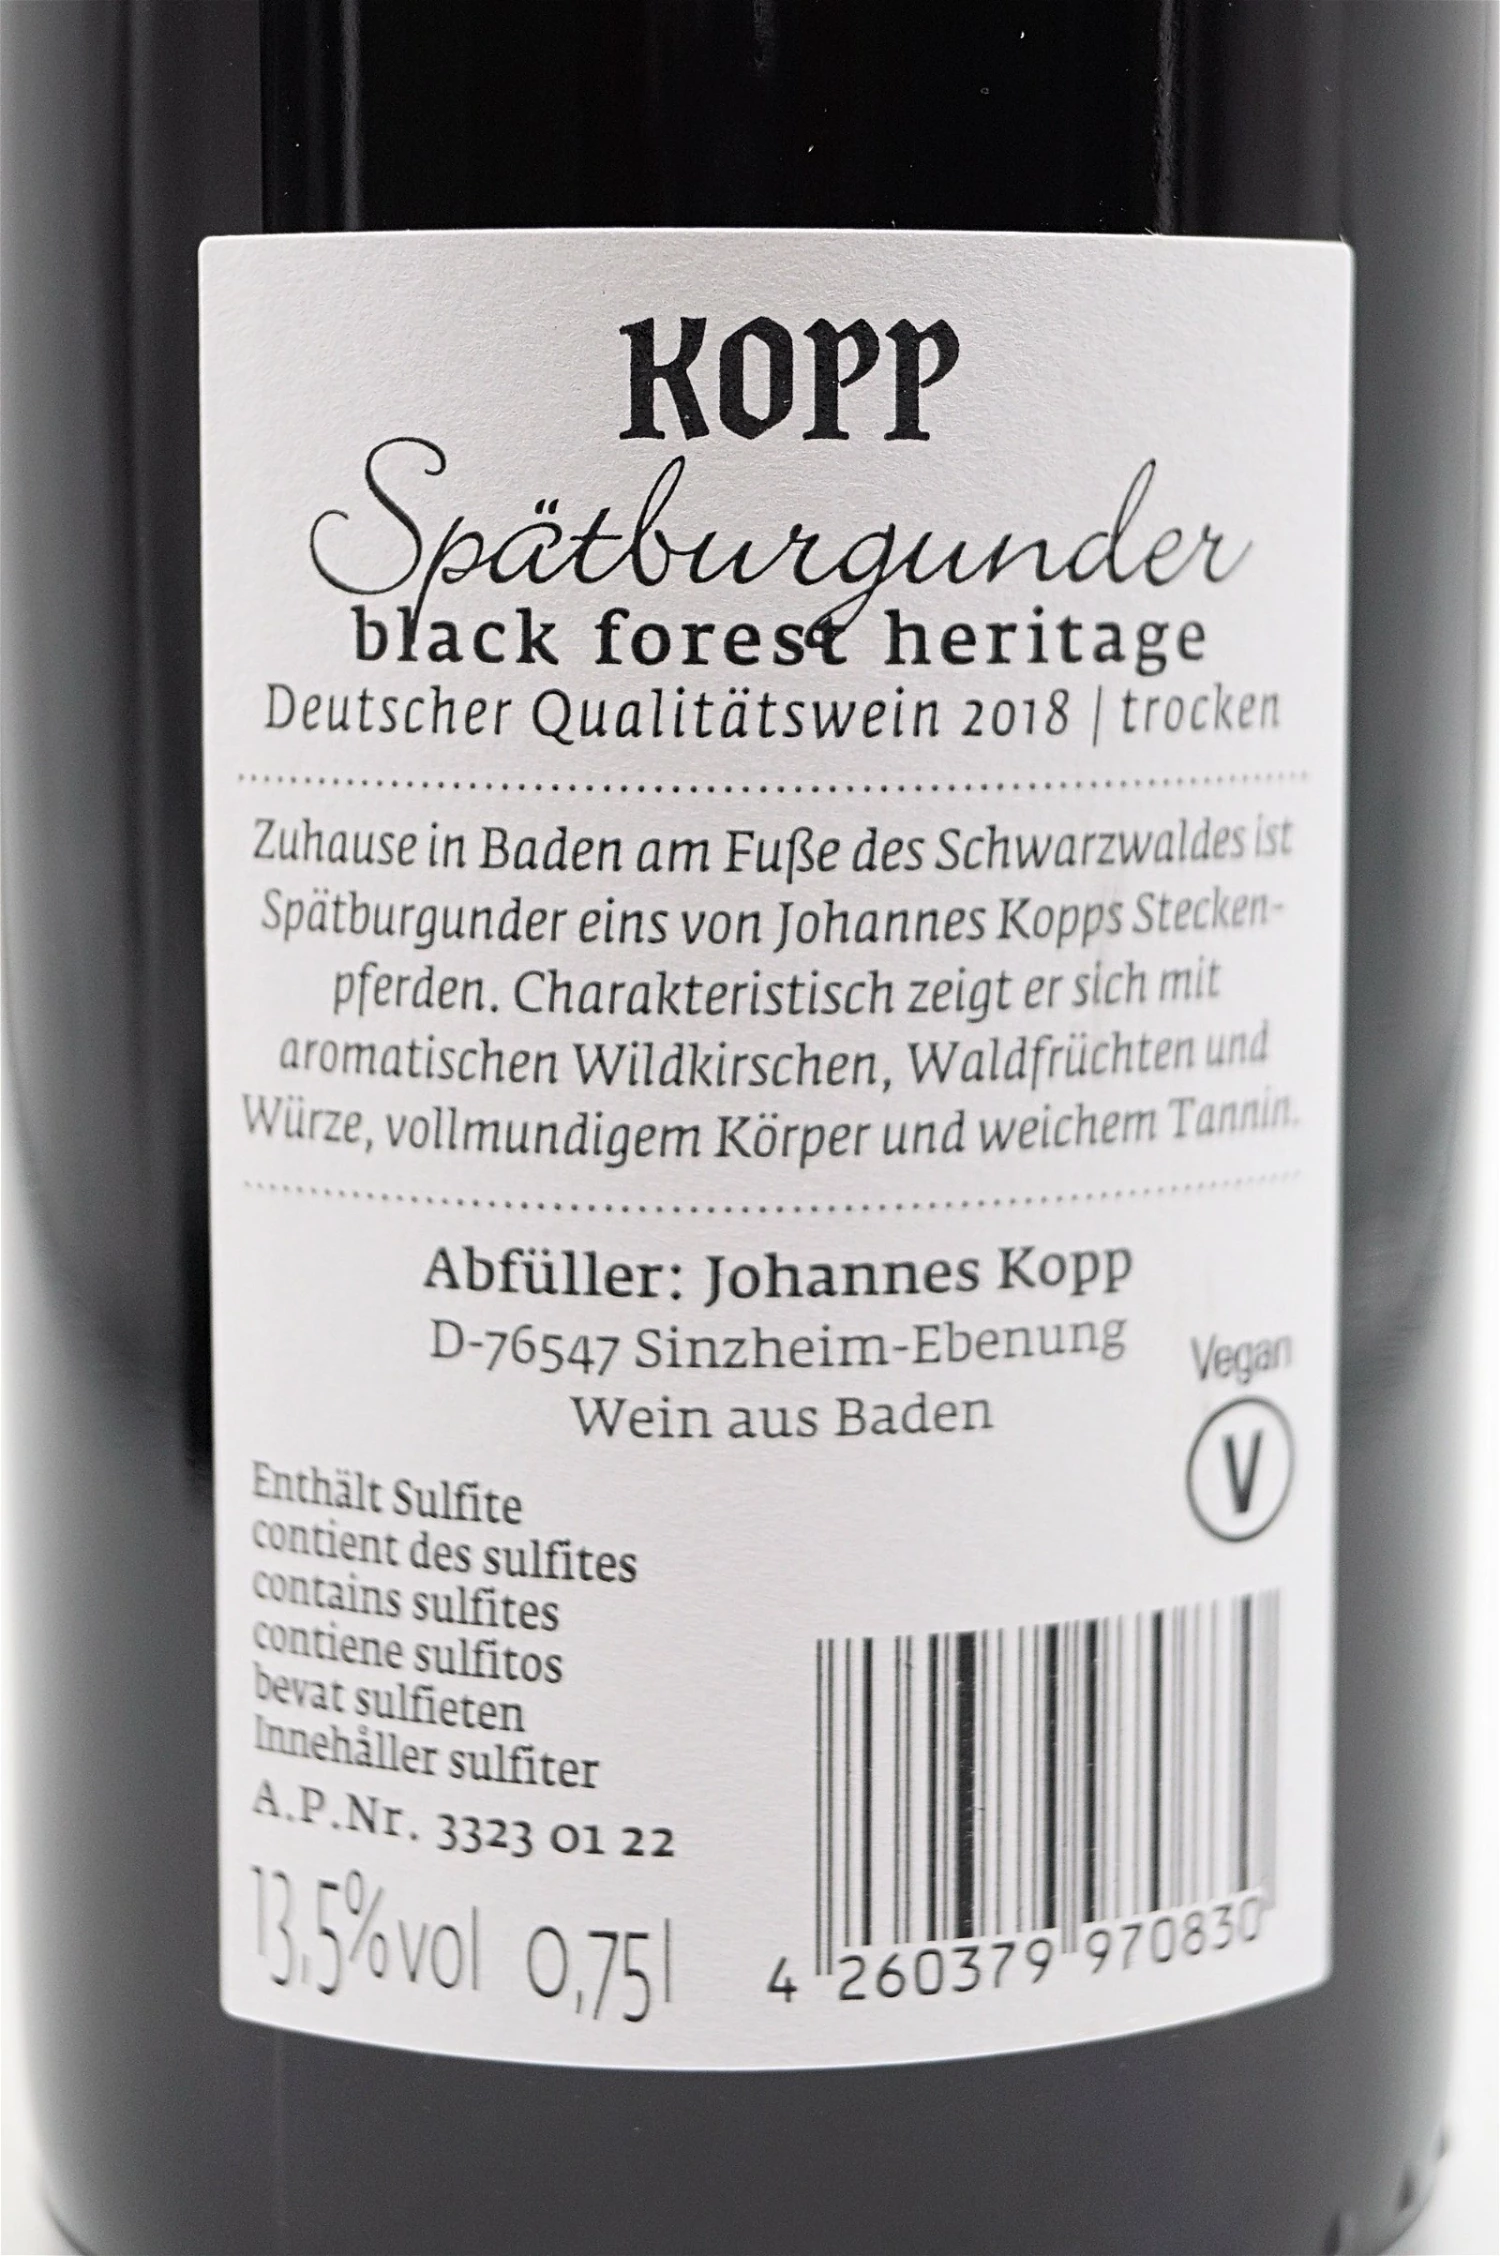 KOPP
Spätburgunder
black forest heritage
Deutscher Qualitätswein 2018 | trocken
Zuhause in Baden am Fuße des Schwarzwaldes ist
Spätburgunder eins von Johannes Kopps Stecken-
pferden. Charakteristisch zeigt er sich mit
aromatischen Wildkirschen, Waldfrüchten und
Würze, vollmundigem Körper und weichem Tannin.
Abfüller: Johannes Kopp
D-76547 Sinzheim-Ebenung
Wein aus Baden
Vegan
V
Enthält Sulfite
contient des sulfites
contains sulfites
contiene sulfitos
bevat sulfieten
Innehåller sulfiter
A.P.Nr. 3323 01 22
13,5%vol 0,75l
4 260379 970830